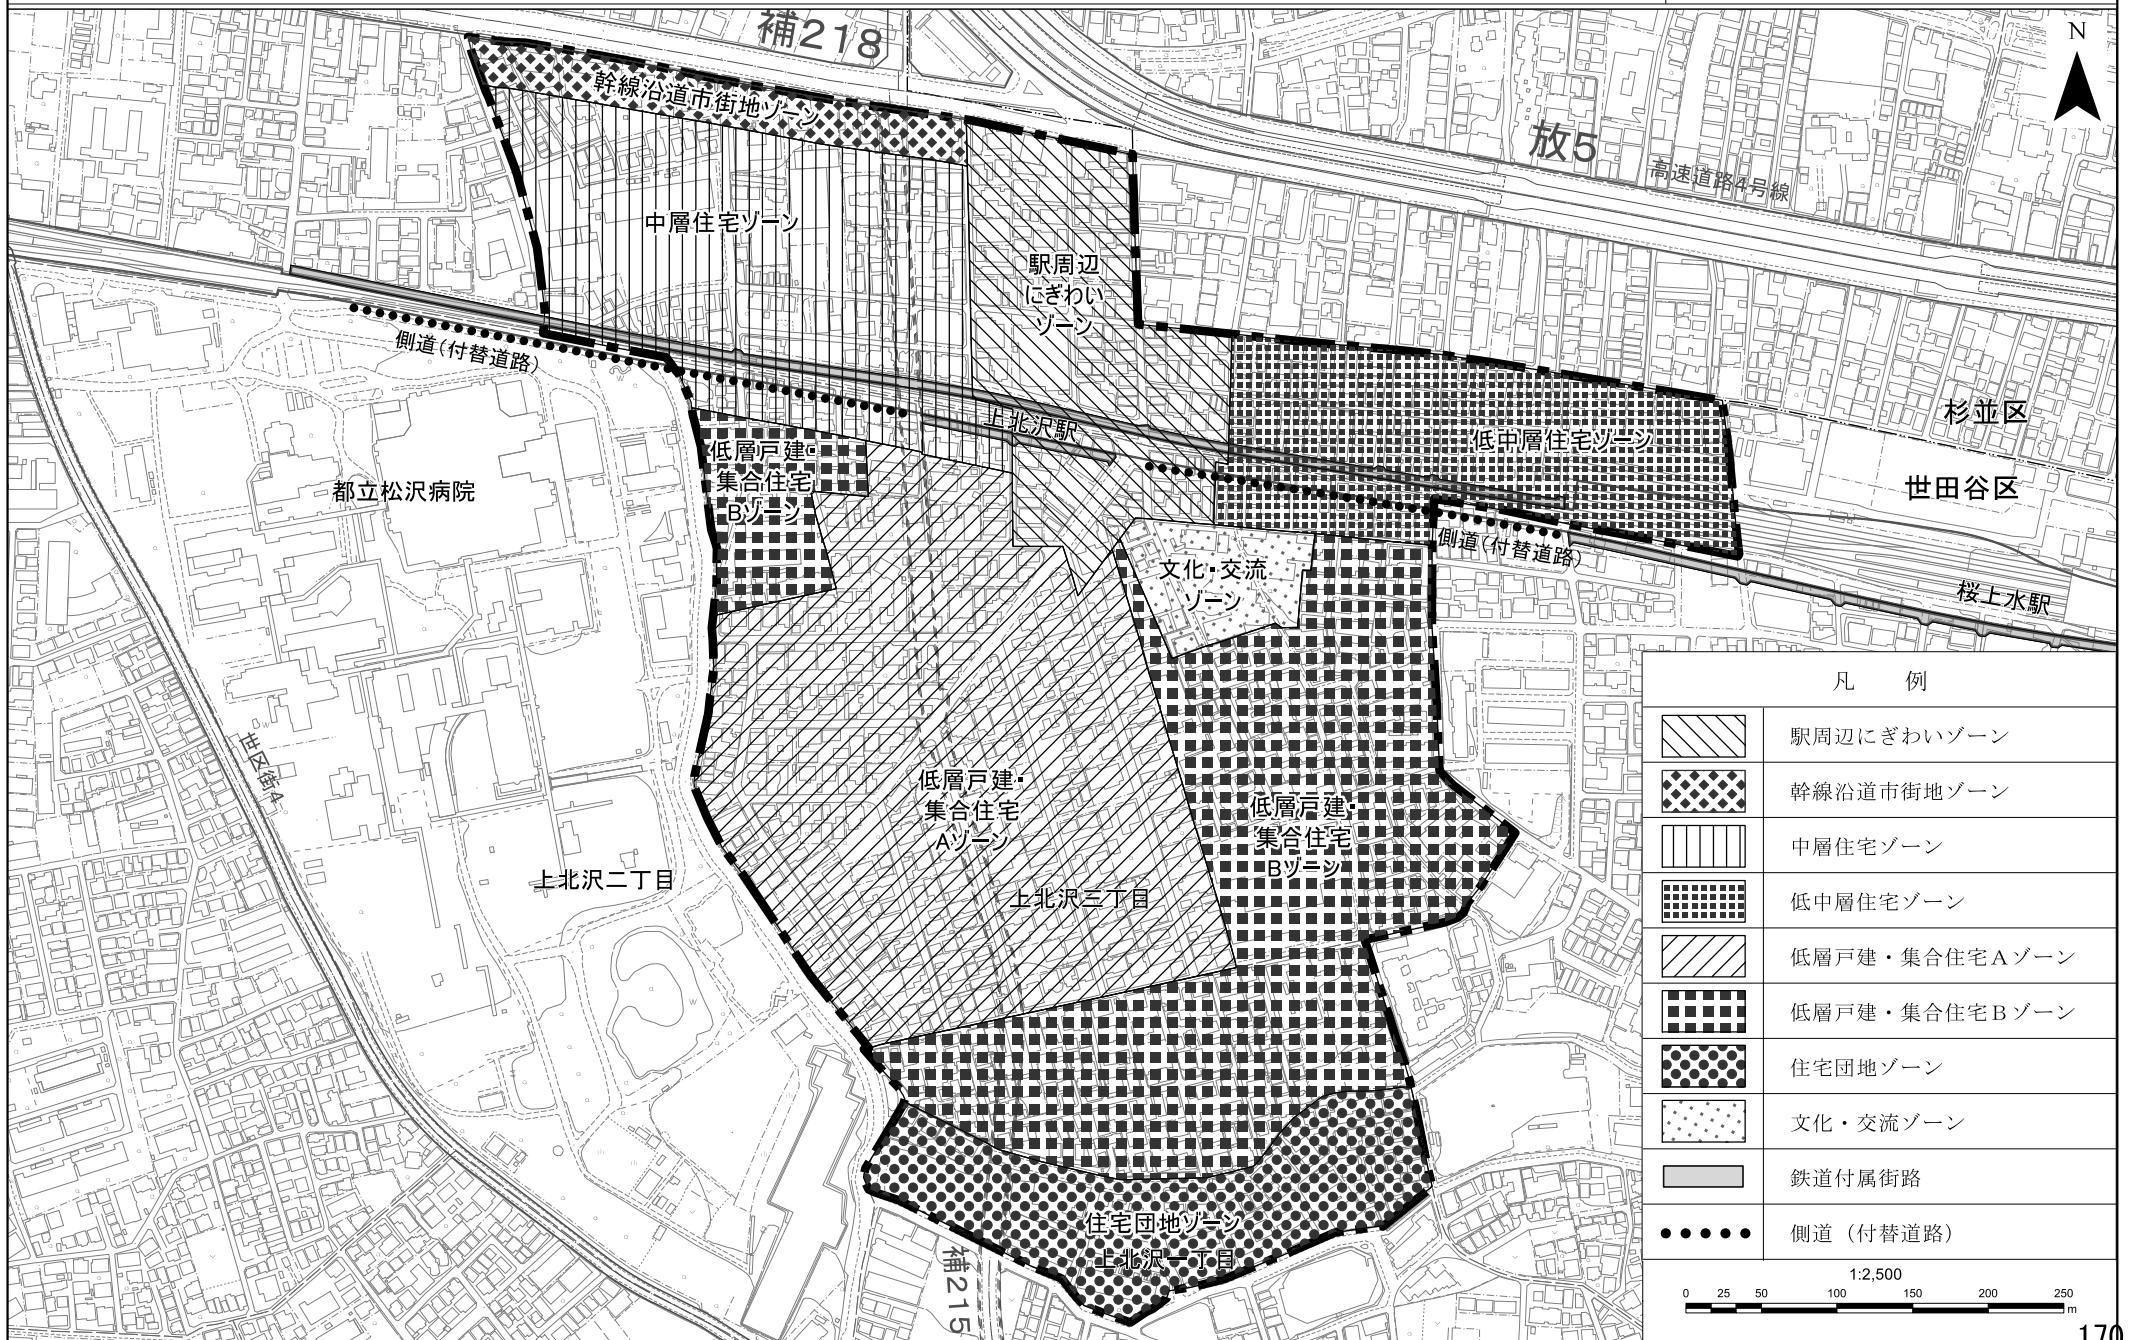 補218
N
幹線沿道市街地ゾーン
放5
高速道路4号線
中層住宅ゾーン
駅周辺
にぎわい
ゾーン
側道(付替道路)
上北沢駅
杉並区
低中層住宅ゾーン
世田谷区
低層戸建・
集合住宅
Bゾーン
都立松沢病院
側道(付替道路)
文化・交流
ゾーン
桜上水駅
世区街4
低層戸建・
集合住宅
Aゾーン
低層戸建・
集合住宅
Bゾーン
上北沢二丁目
上北沢三丁目
住宅団地ゾーン
上北沢一丁目
補215
凡 例
駅周辺にぎわいゾーン
幹線沿道市街地ゾーン
中層住宅ゾーン
低中層住宅ゾーン
低層戸建・集合住宅Aゾーン
低層戸建・集合住宅Bゾーン
住宅団地ゾーン
文化・交流ゾーン
鉄道付属街路
側道（付替道路）
1:2,500
0 25 50 100 150 200 250 m
170